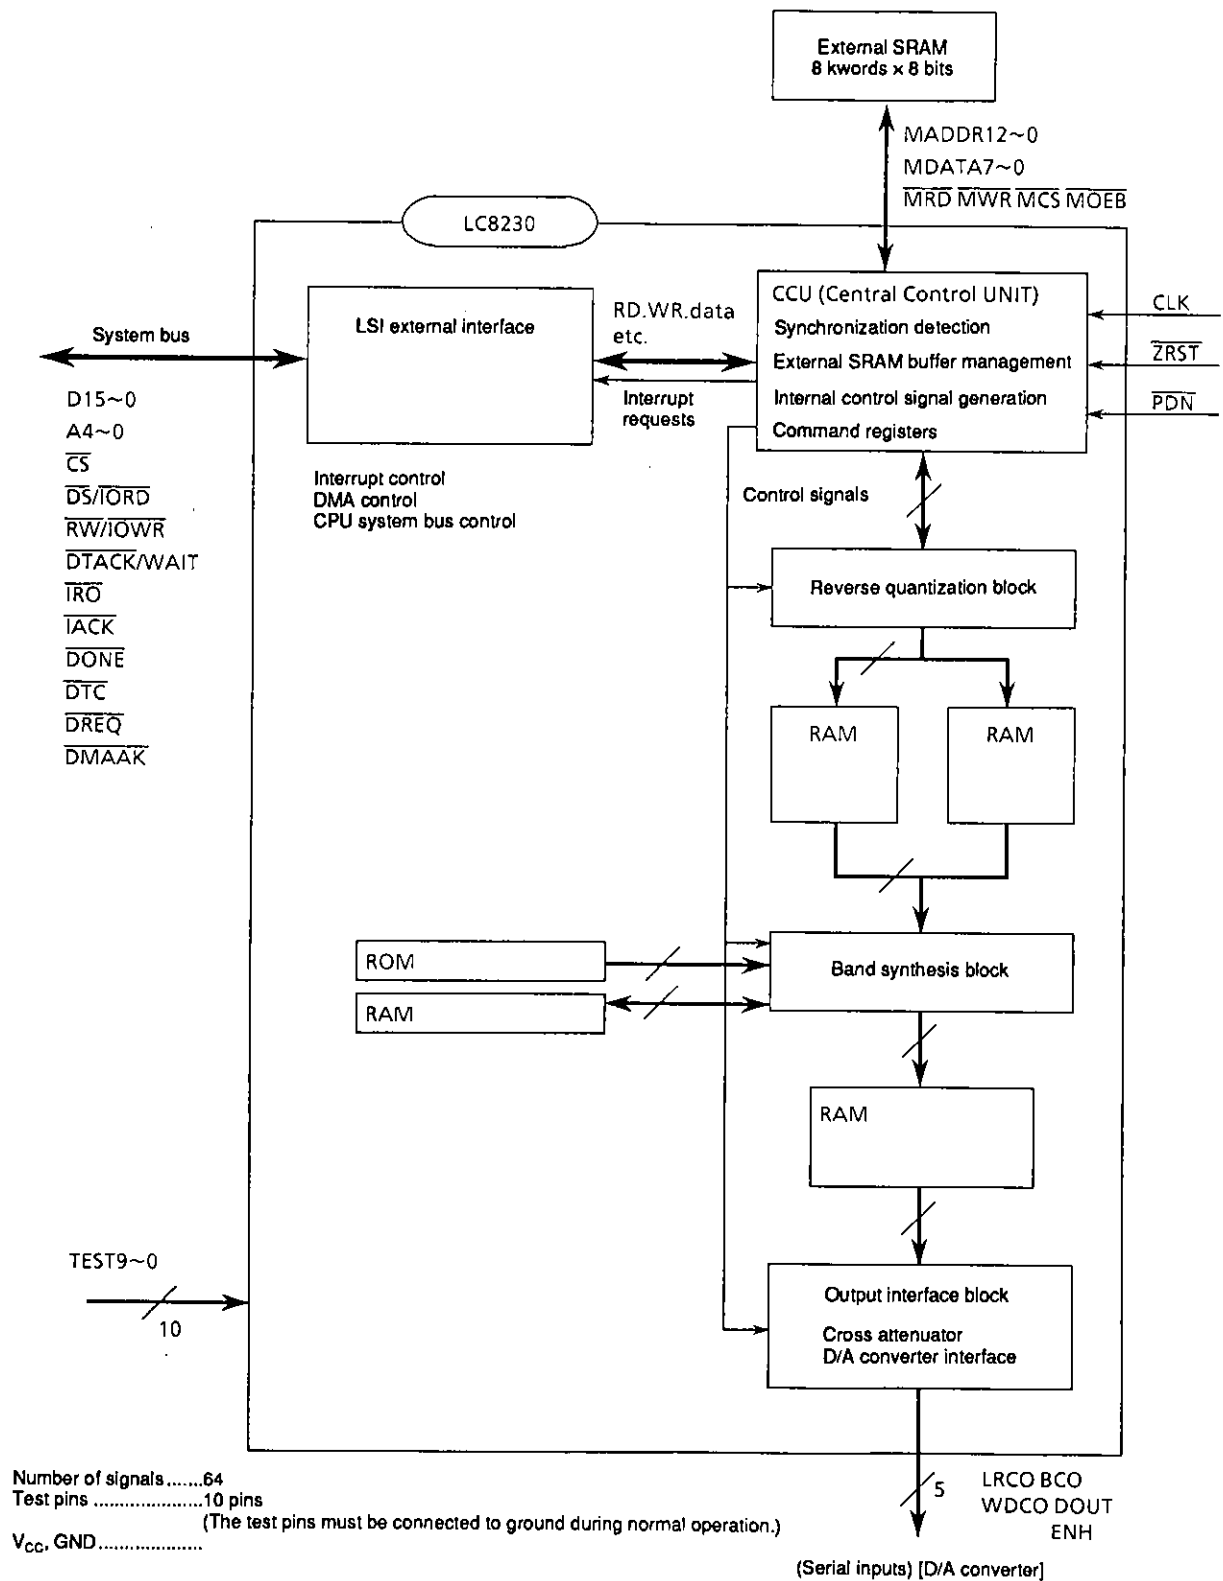 External SRAM
8 kwords x 8 bits
MADDR12~0
MDATA7~0
MRD MWR MCS MOEB
LC8230
LSI external interface
RD.WR.data
etc.
Interrupt
requests
CCU (Central Control UNIT)
Synchronization detection
External SRAM buffer management
Internal control signal generation
Command registers
CLK
ZRST
PDN
System bus
D15~0
A4~0
CS
DS/IORD
RW/IOWR
DTACK/WAIT
IRO
IACK
DONE
DTC
DREQ
DMAAK
Interrupt control
DMA control
CPU system bus control
Control signals
Reverse quantization block
RAM
RAM
ROM
RAM
Band synthesis block
RAM
TEST9~0
10
Output interface block
Cross attenuator
D/A converter interface
Number of signals.......64
Test pins .....................10 pins
(The test pins must be connected to ground during normal operation.)
VCC, GND....................
5
LRCO BCO
WDCO DOUT
ENH
(Serial inputs) [D/A converter]